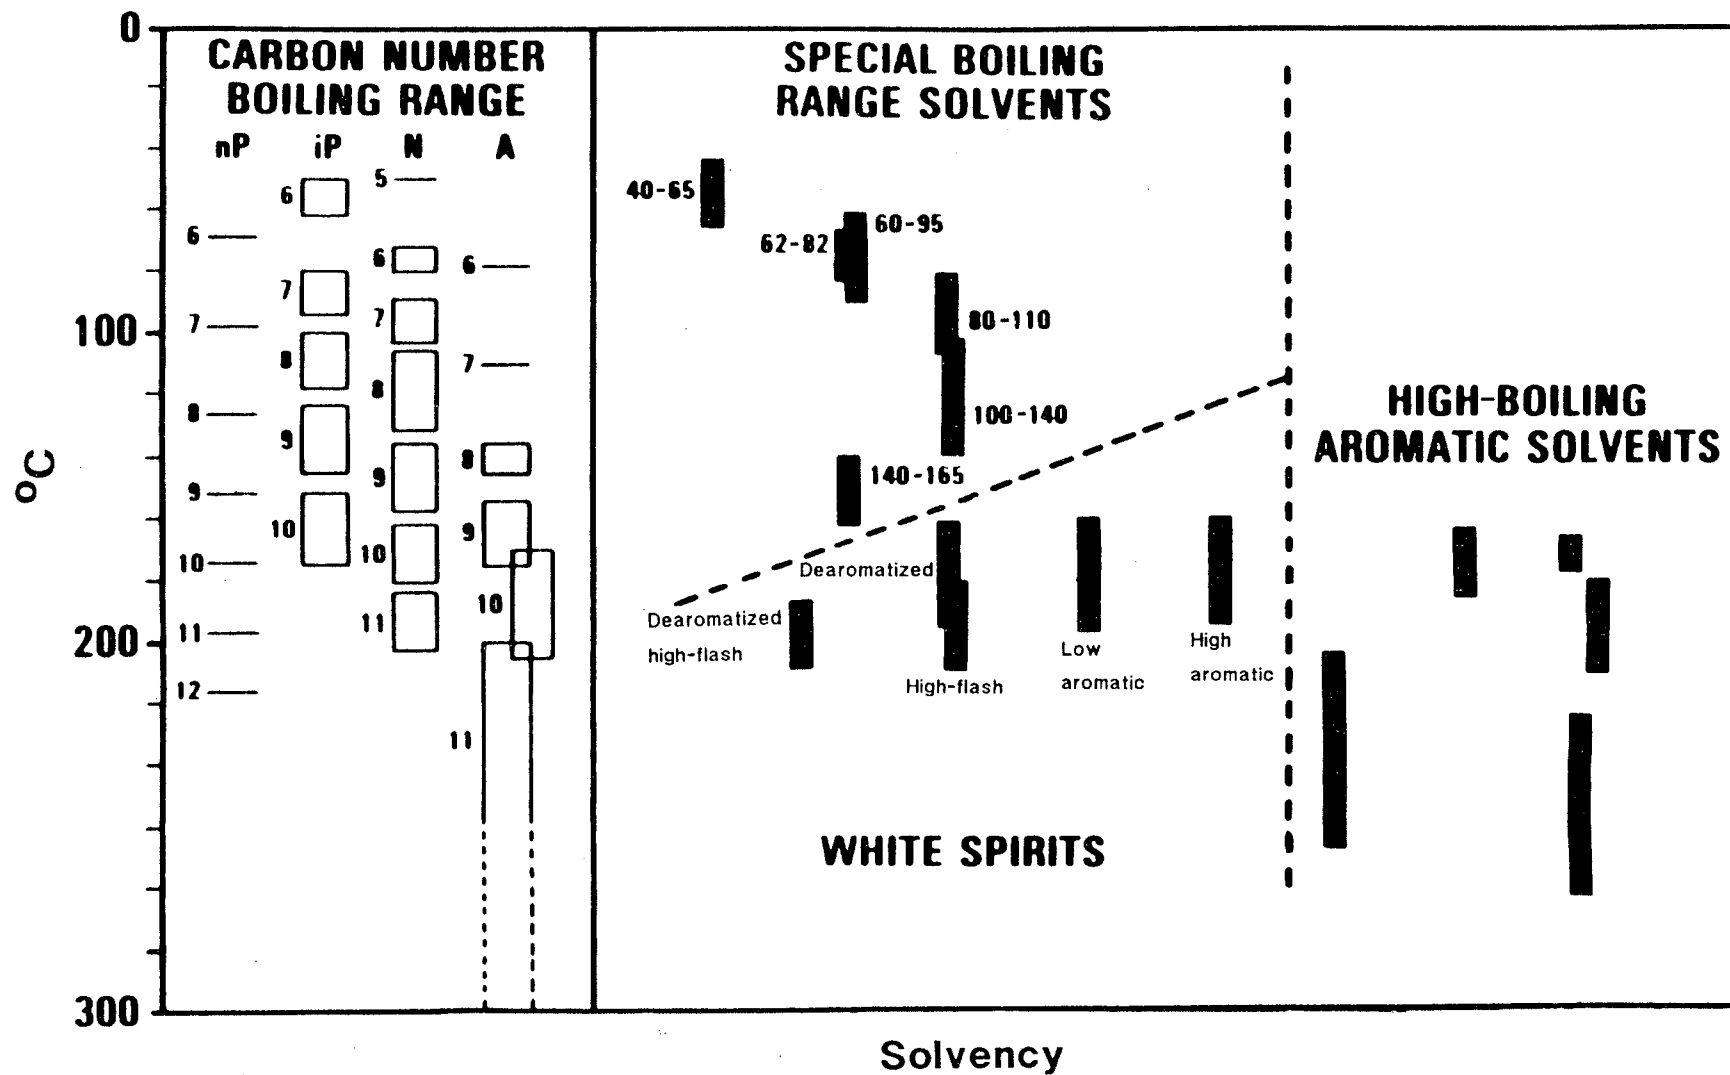 0
100
200
300
°C
CARBON NUMBER
BOILING RANGE
nP iP N A
6
7
8
9
10
11
12
6
7
8
9
10
5
6
7
8
9
10
11
6
7
8
9
10
11
SPECIAL BOILING
RANGE SOLVENTS
40-65
60-95
62-82
80-110
100-140
140-165
Dearomatized
Dearomatized
high-flash
High-flash
Low
aromatic
High
aromatic
WHITE SPIRITS
HIGH-BOILING
AROMATIC SOLVENTS
Solvency